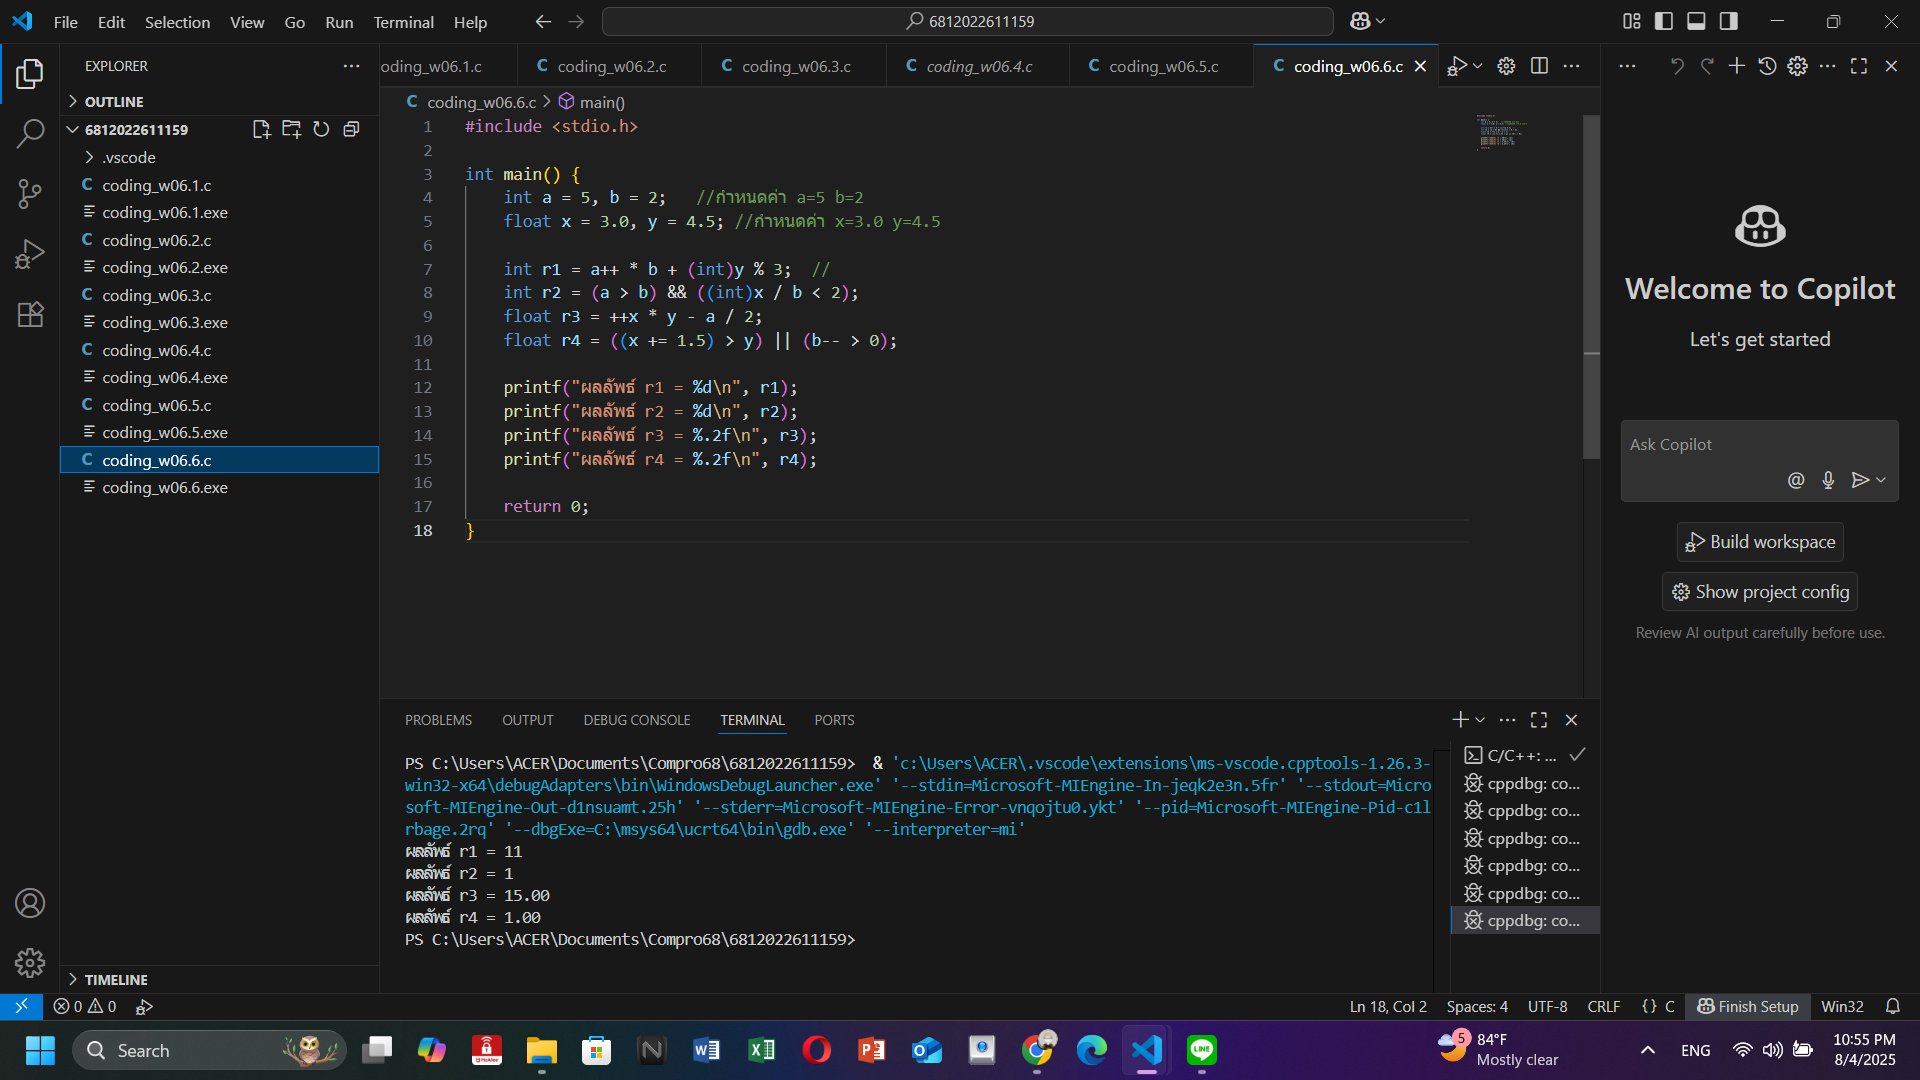 File Edit Selection View Go Run Terminal Help
6812022611159
EXPLORER
OUTLINE
6812022611159
.vscode
coding_w06.1.c
coding_w06.1.exe
coding_w06.2.c
coding_w06.2.exe
coding_w06.3.c
coding_w06.3.exe
coding_w06.4.c
coding_w06.4.exe
coding_w06.5.c
coding_w06.5.exe
coding_w06.6.c
coding_w06.6.exe
TIMELINE
oding_w06.1.c
C coding_w06.2.c
C coding_w06.3.c
C coding_w06.4.c
C coding_w06.5.c
C coding_w06.6.c
C coding_w06.6.c > main()
1 #include <stdio.h>
2
3 int main() {
4 int a = 5, b = 2; //กำหนดค่า a=5 b=2
5 float x = 3.0, y = 4.5; //กำหนดค่า x=3.0 y=4.5
6
7 int r1 = a++ * b + (int)y % 3; //
8 int r2 = (a > b) && ((int)x / b < 2);
9 float r3 = ++x * y - a / 2;
10 float r4 = ((x += 1.5) > y) || (b-- > 0);
11
12 printf("ผลลัพธ์ r1 = %d\n", r1);
13 printf("ผลลัพธ์ r2 = %d\n", r2);
14 printf("ผลลัพธ์ r3 = %.2f\n", r3);
15 printf("ผลลัพธ์ r4 = %.2f\n", r4);
16
17 return 0;
18 }
PROBLEMS OUTPUT DEBUG CONSOLE TERMINAL PORTS
PS C:\Users\ACER\Documents\Compro68\6812022611159> & 'c:\Users\ACER\.vscode\extensions\ms-vscode.cpptools-1.26.3-
win32-x64\debugAdapters\bin\WindowsDebugLauncher.exe' '--stdin=Microsoft-MIEngine-In-jeqk2e3n.5fr' '--stdout=Micro
soft-MIEngine-Out-d1nsuamt.25h' '--stderr=Microsoft-MIEngine-Error-vnqojtu0.ykt' '--pid=Microsoft-MIEngine-Pid-c1l
rbage.2rq' '--dbgExe=C:\msys64\ucrt64\bin\gdb.exe' '--interpreter=mi'
ผลลัพธ์ r1 = 11
ผลลัพธ์ r2 = 1
ผลลัพธ์ r3 = 15.00
ผลลัพธ์ r4 = 1.00
PS C:\Users\ACER\Documents\Compro68\6812022611159>
C/C++: ...
cppdbg: co...
cppdbg: co...
cppdbg: co...
cppdbg: co...
cppdbg: co...
cppdbg: co...
Welcome to Copilot
Let's get started
Ask Copilot
Build workspace
Show project config
Review AI output carefully before use.
0 0
Ln 18, Col 2 Spaces: 4 UTF-8 CRLF {} C Finish Setup Win32
Search
5
84°F
Mostly clear
ENG
10:55 PM
8/4/2025